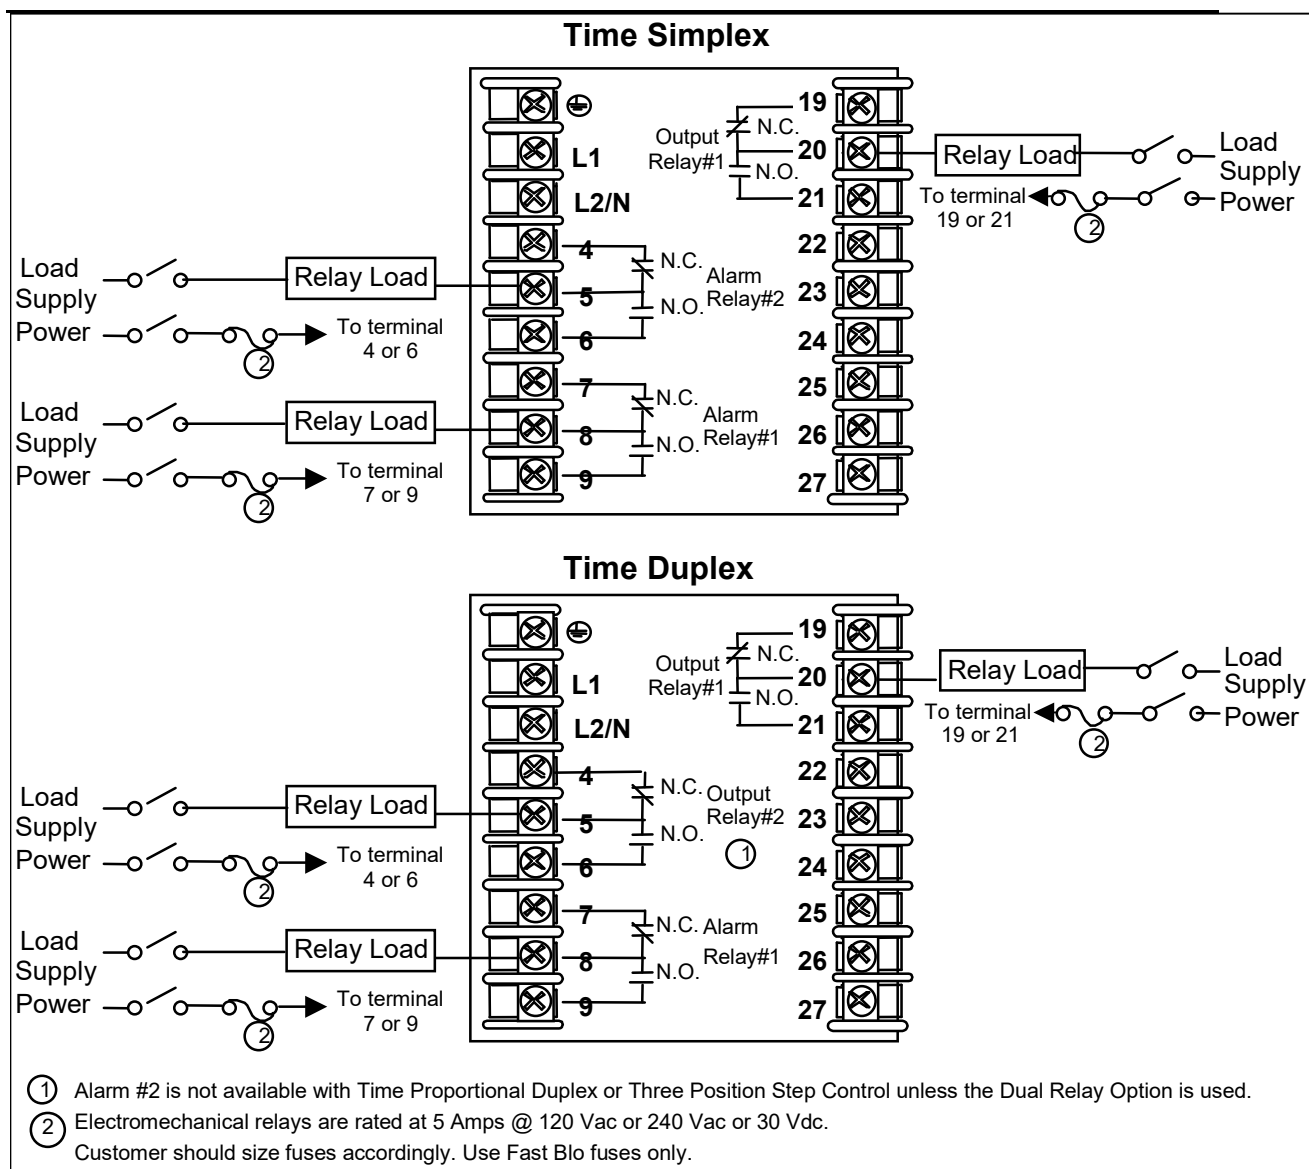 Time Simplex
L1
L2/N
4
5
6
7
8
9
N.C.
N.O.
Alarm
Relay#2
N.C.
N.O.
Alarm
Relay#1
Output
Relay#1
N.C.
N.O.
19
20
21
22
23
24
25
26
27
Relay Load
Load
Supply
Power
To terminal
19 or 21
2
Load
Supply
Power
Relay Load
To terminal
4 or 6
2
Load
Supply
Power
Relay Load
To terminal
7 or 9
2
Time Duplex
L1
L2/N
4
5
6
7
8
9
N.C.
N.O.
Output
Relay#2
1
N.C.
N.O.
Alarm
Relay#1
Output
Relay#1
N.C.
N.O.
19
20
21
22
23
24
25
26
27
Relay Load
Load
Supply
Power
To terminal
19 or 21
2
Load
Supply
Power
Relay Load
To terminal
4 or 6
2
Load
Supply
Power
Relay Load
To terminal
7 or 9
2
1 Alarm #2 is not available with Time Proportional Duplex or Three Position Step Control unless the Dual Relay Option is used.
2 Electromechanical relays are rated at 5 Amps @ 120 Vac or 240 Vac or 30 Vdc.
Customer should size fuses accordingly. Use Fast Blo fuses only.